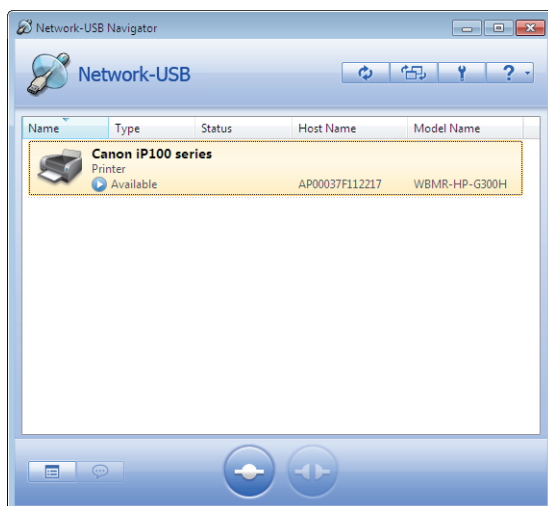 Network-USB Navigator
Network-USB
?
Name Type Status Host Name Model Name
Canon iP100 series
Printer
Available AP00037F112217 WBMR-HP-G300H